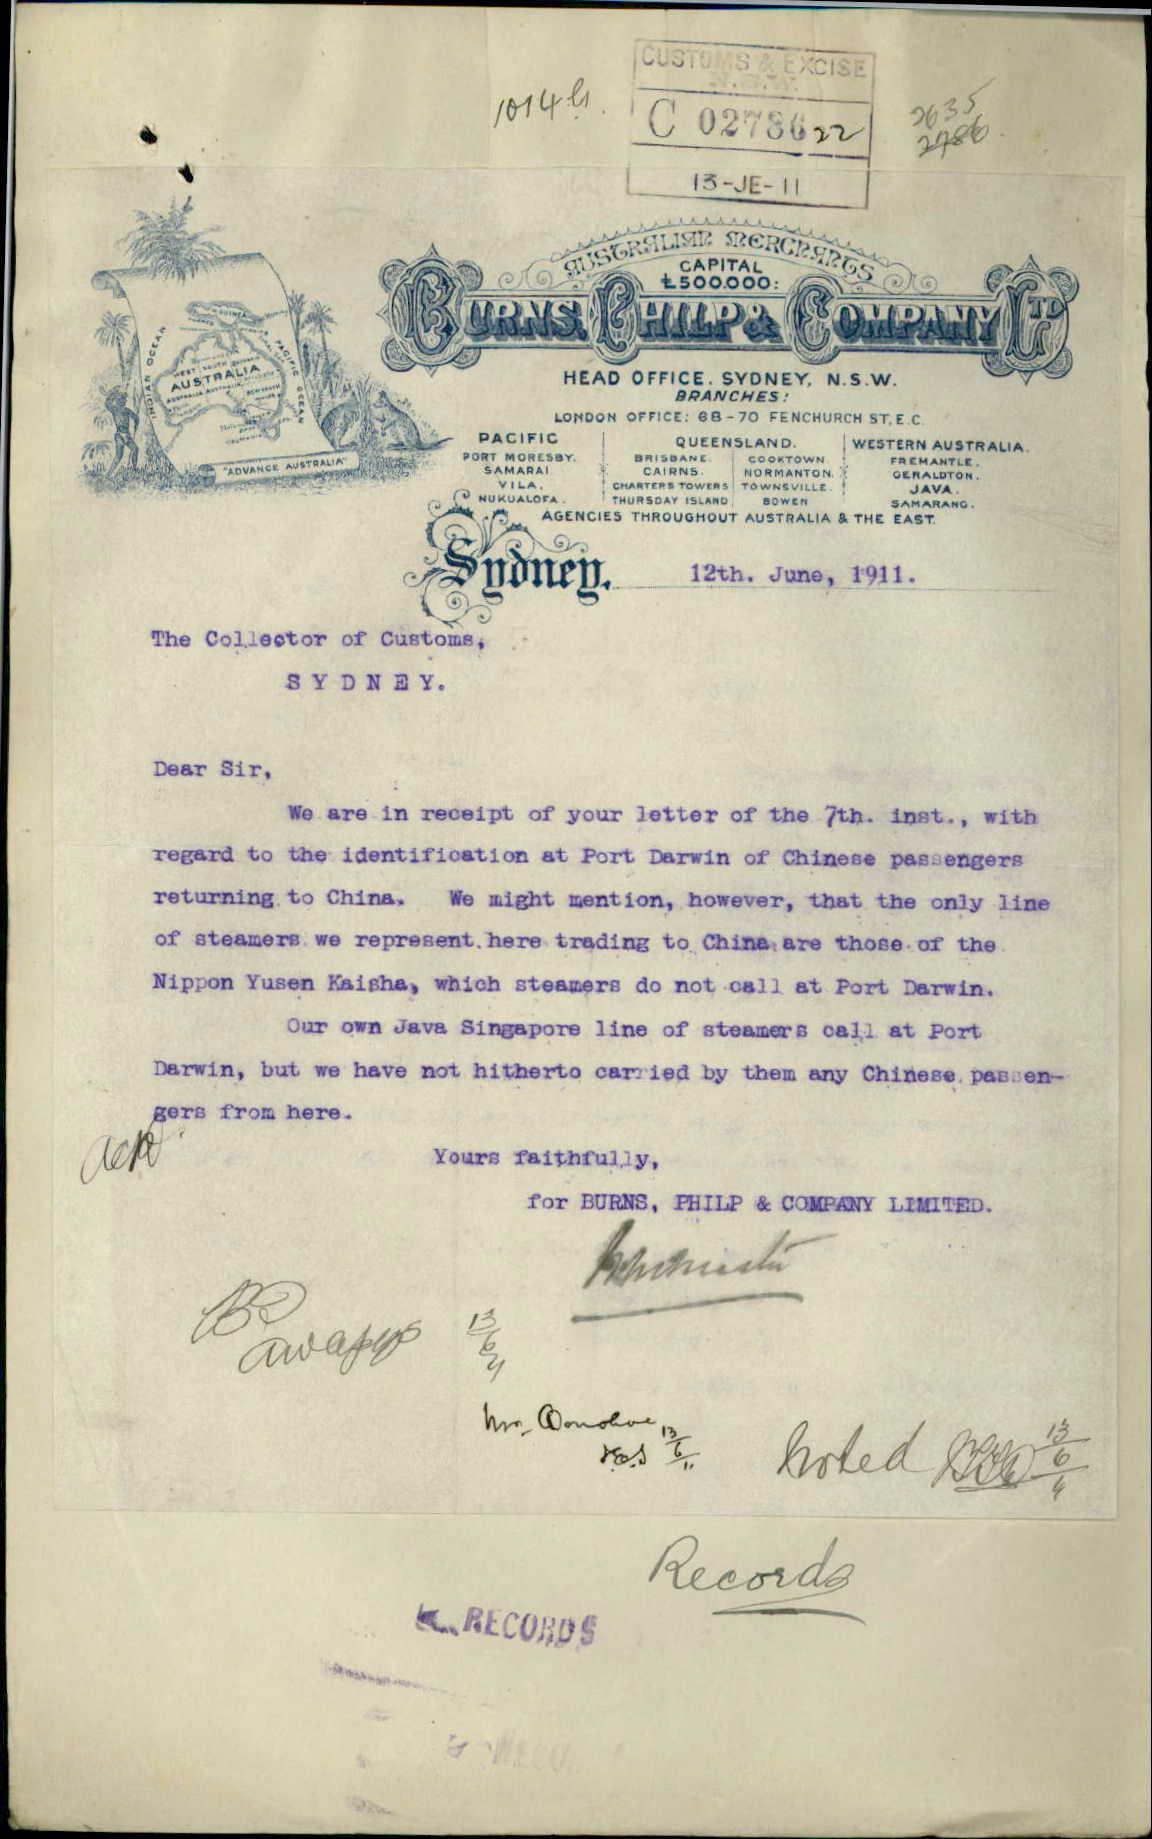 CUSTOMS & EXCISE
N.S.W.
C 02786 22
13-JE-11
2635
2786
AUSTRALIAN MERCHANTS
CAPITAL
£500.000:
BURNS, PHILP & COMPANY LTD
INDIAN OCEAN
PACIFIC OCEAN
AUSTRALIA
"ADVANCE AUSTRALIA"
HEAD OFFICE. SYDNEY, N.S.W.
BRANCHES:
LONDON OFFICE: 68-70 FENCHURCH ST, E.C.
PACIFIC
PORT MORESBY.
SAMARAI.
VILA.
NUKUALOFA.
QUEENSLAND.
BRISBANE. COOKTOWN.
CAIRNS. NORMANTON.
CHARTERS TOWERS TOWNSVILLE.
THURSDAY ISLAND BOWEN
WESTERN AUSTRALIA.
FREMANTLE.
GERALDTON.
JAVA.
SAMARANG.
AGENCIES THROUGHOUT AUSTRALIA & THE EAST.
Sydney, 12th. June, 1911.
The Collector of Customs,
S Y D N E Y.
Dear Sir,
We are in receipt of your letter of the 7th. inst., with
regard to the identification at Port Darwin of Chinese passengers
returning to China. We might mention, however, that the only line
of steamers we represent here trading to China are those of the
Nippon Yusen Kaisha, which steamers do not call at Port Darwin.
Our own Java Singapore line of steamers call at Port
Darwin, but we have not hitherto carried by them any Chinese passen-
gers from here.
Yours faithfully,
for BURNS, PHILP & COMPANY LIMITED.
13/6/11
Mr. Donohoe
13/6/11
Noted
13/6/11
Records
RECORDS